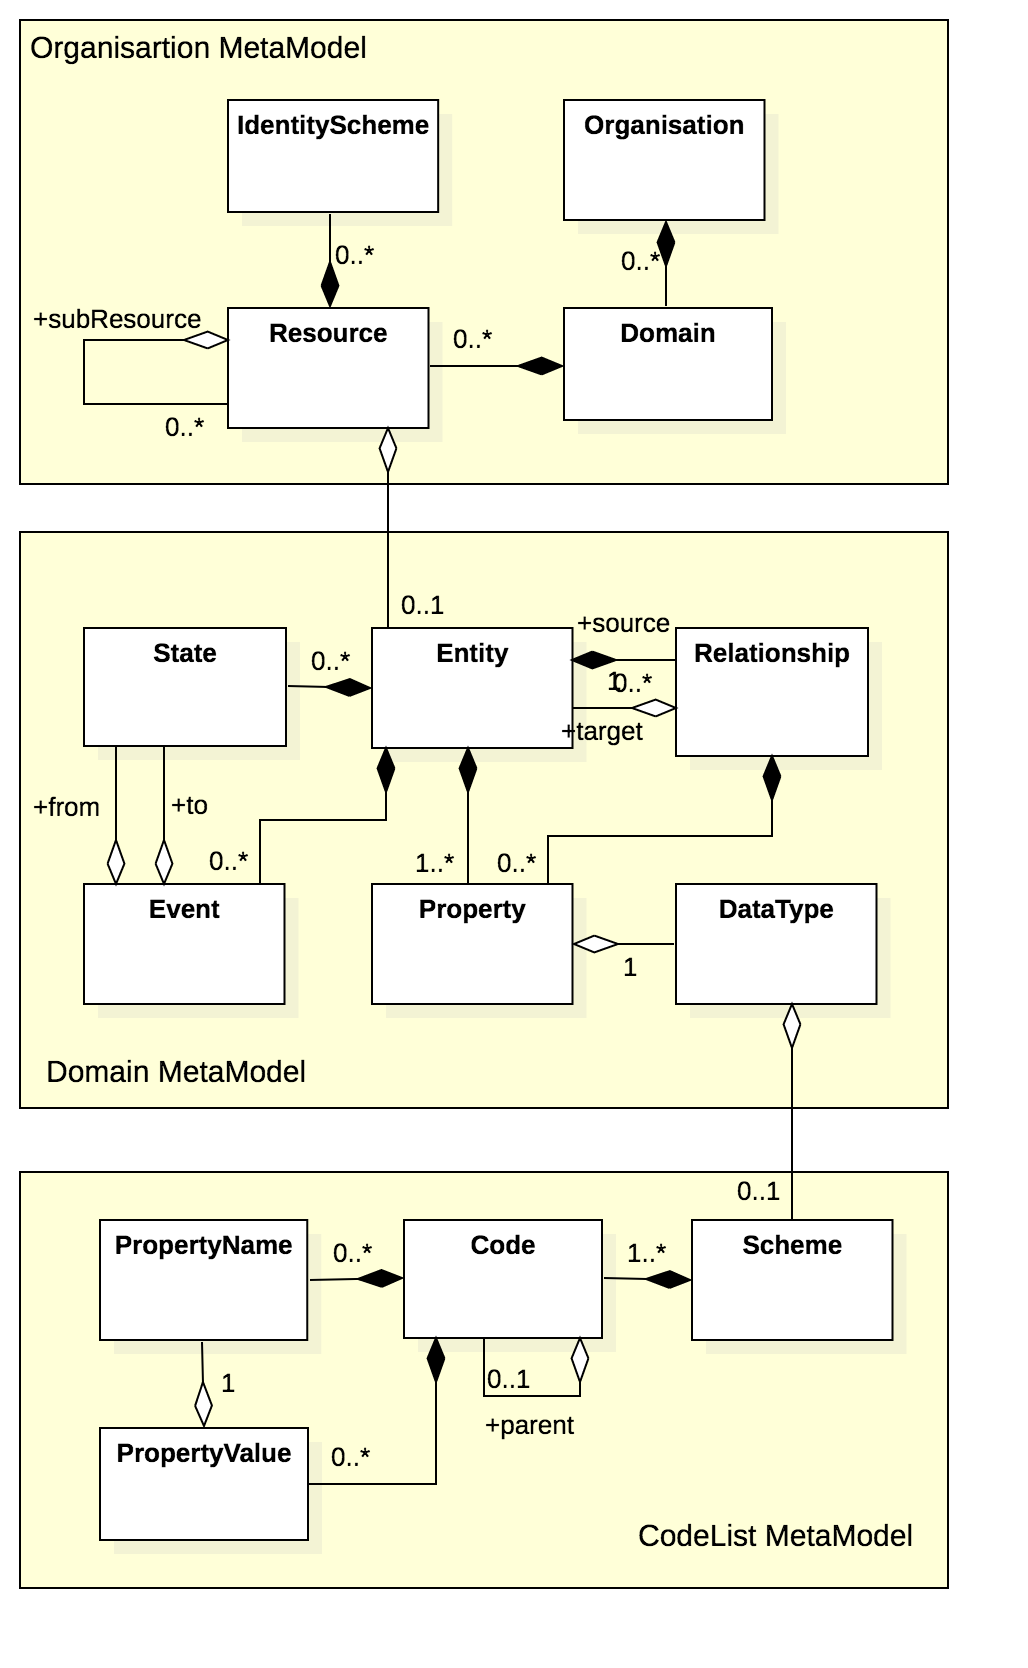 Organisartion MetaModel
IdentityScheme
Organisation
0..*
0..*
+subResource
Resource
0..*
Domain
0..*
0..1
+source
State
0..*
Entity
Relationship
1
0..*
+target
+from
+to
0..*
1..*
0..*
Event
Property
DataType
1
Domain MetaModel
0..1
PropertyName
0..*
Code
1..*
Scheme
1
0..1
+parent
PropertyValue
0..*
CodeList MetaModel